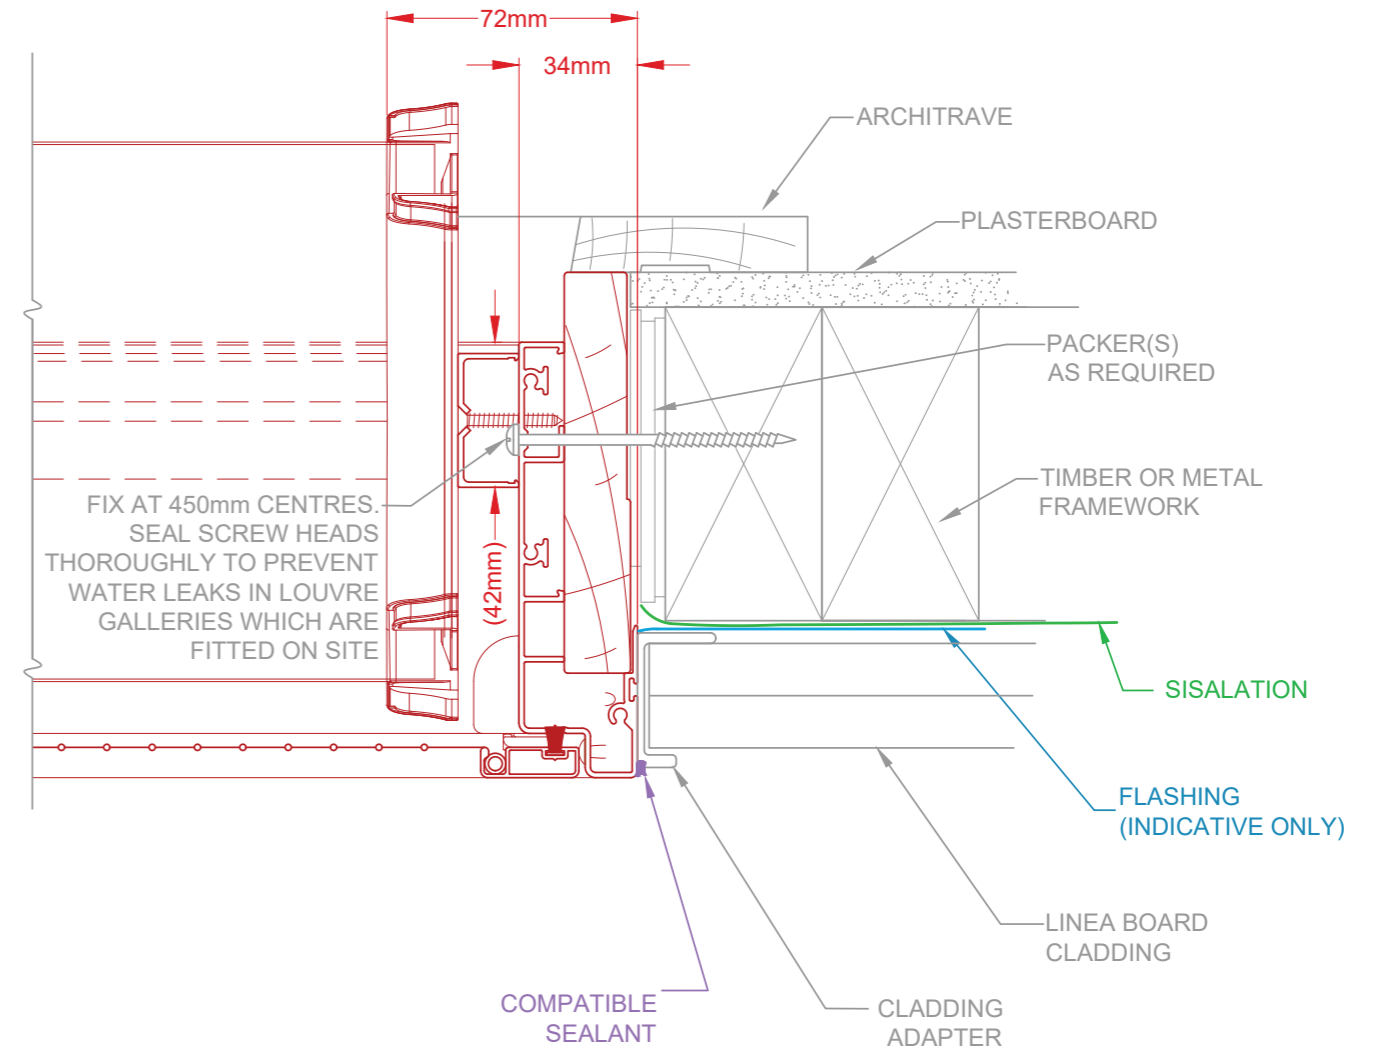 72mm
34mm
ARCHITRAVE
PLASTERBOARD
PACKER(S)
AS REQUIRED
TIMBER OR METAL
FRAMEWORK
FIX AT 450mm CENTRES.
SEAL SCREW HEADS
THOROUGHLY TO PREVENT
WATER LEAKS IN LOUVRE
GALLERIES WHICH ARE
FITTED ON SITE
(42mm)
SISALATION
FLASHING
(INDICATIVE ONLY)
LINEA BOARD
CLADDING
COMPATIBLE
SEALANT
CLADDING
ADAPTER